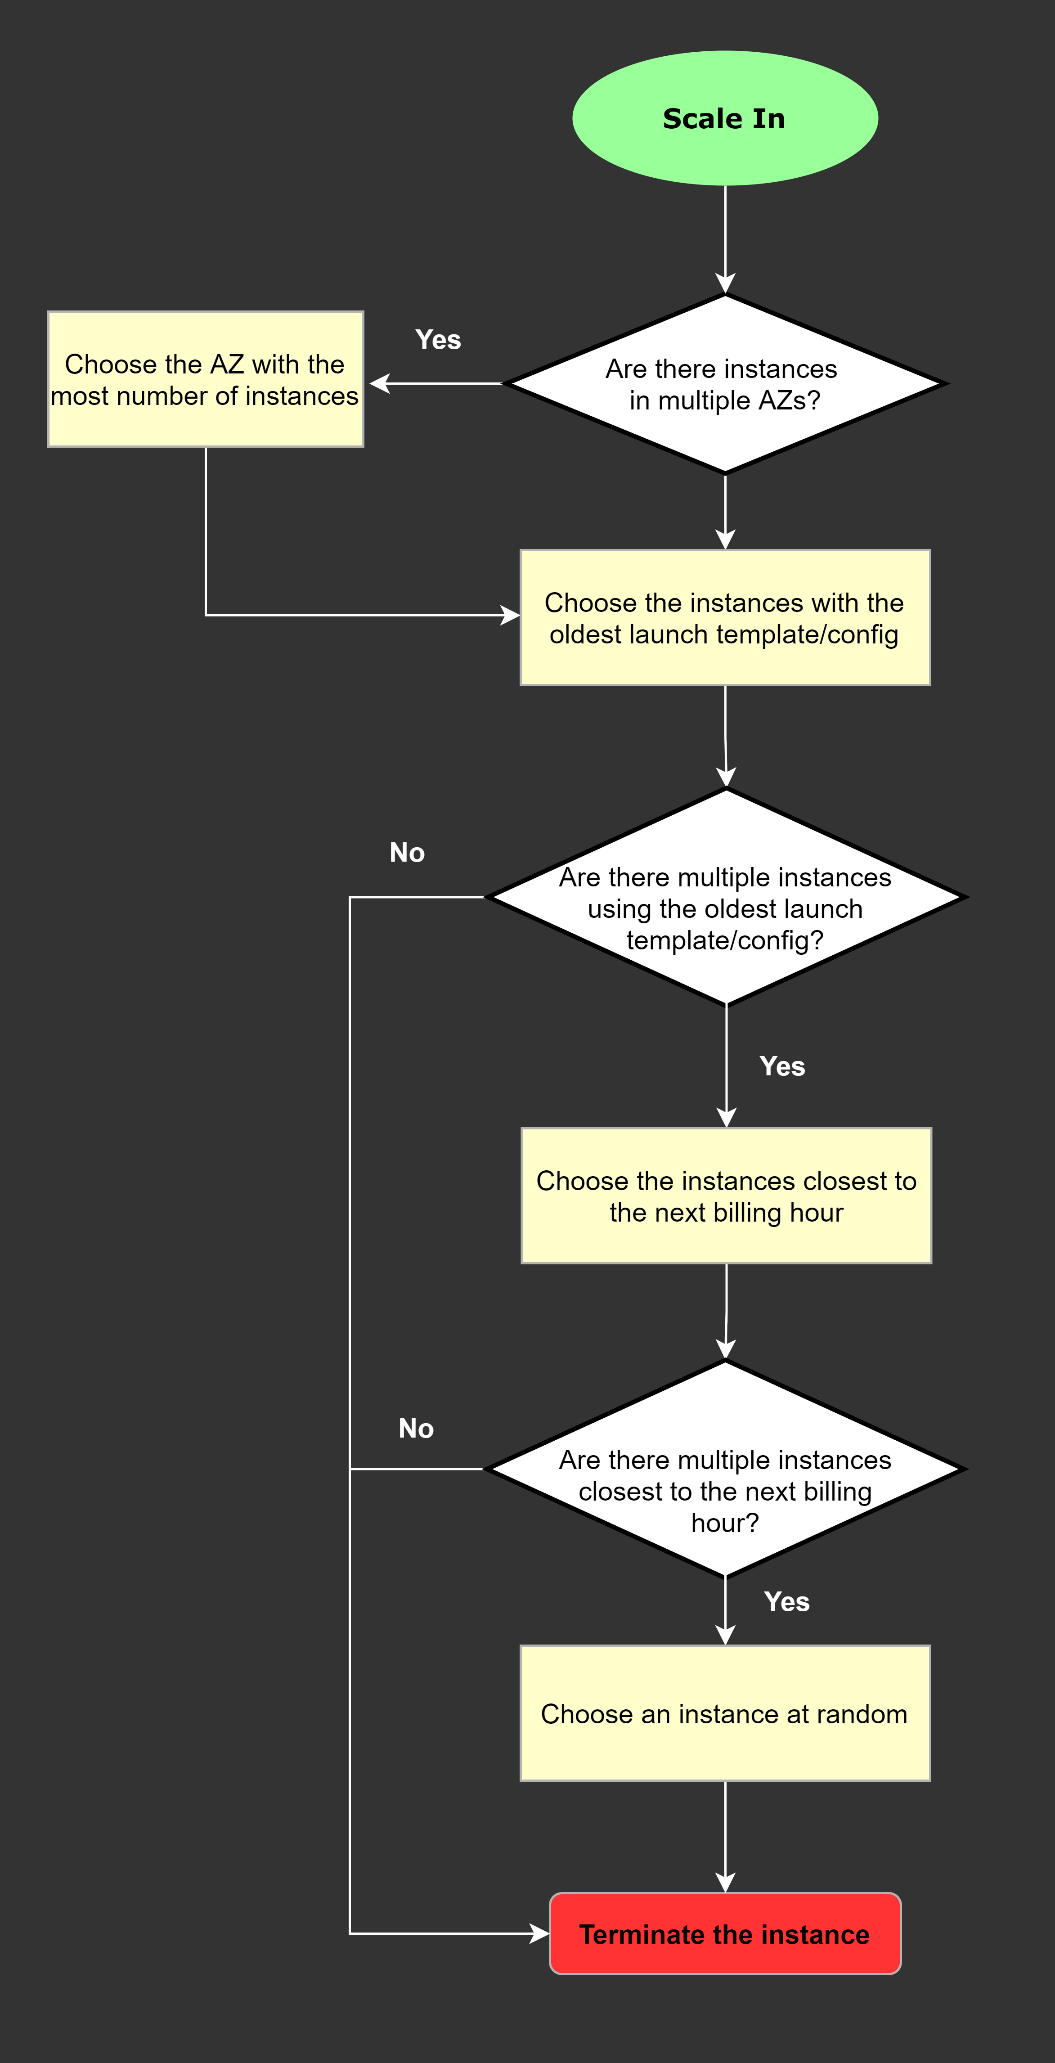 Scale In
Yes
Are there instances
in multiple AZs?
Choose the AZ with the
most number of instances
Choose the instances with the
oldest launch template/config
No
Are there multiple instances
using the oldest launch
template/config?
Yes
Choose the instances closest to
the next billing hour
No
Are there multiple instances
closest to the next billing
hour?
Yes
Choose an instance at random
Terminate the instance